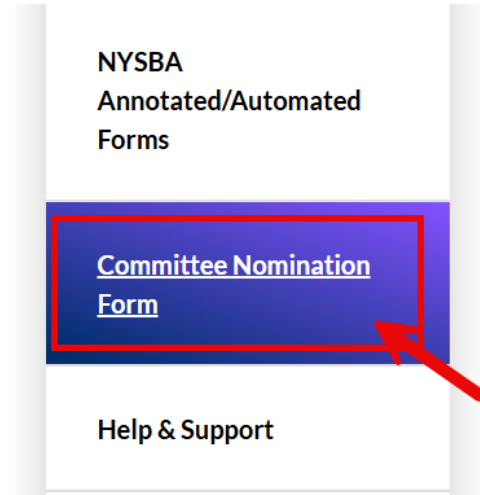 NYSBA
Annotated/Automated
Forms
Committee Nomination
Form
Help & Support